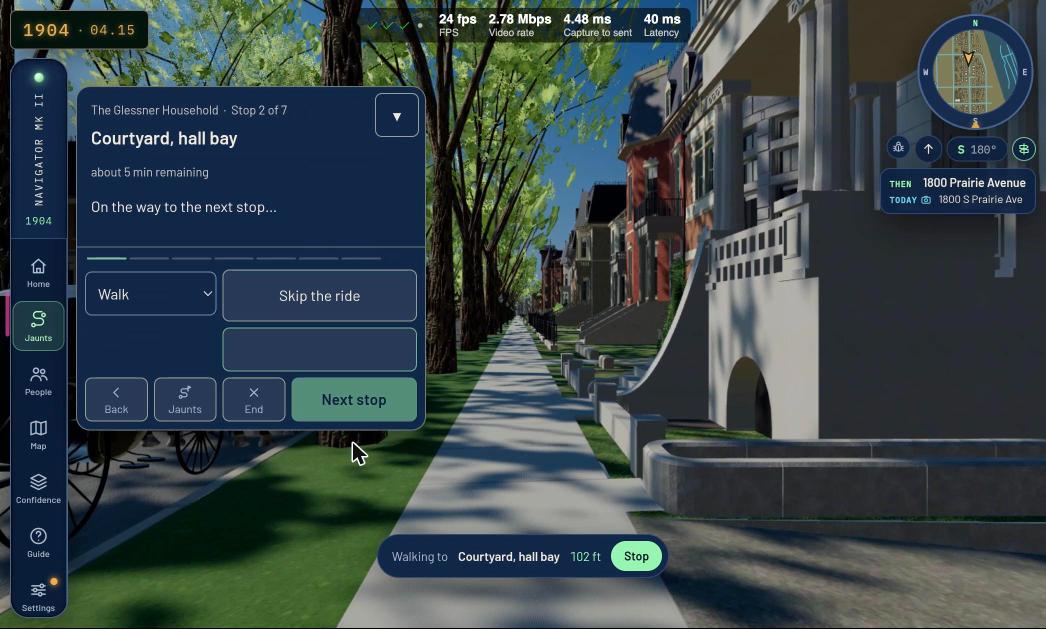 1904 · 04.15
24 fps 2.78 Mbps 4.48 ms 40 ms
FPS Video rate Capture to sent Latency
NAVIGATOR MK II
1904
Home
Jaunts
People
Map
Confidence
Guide
Settings
The Glessner Household · Stop 2 of 7
Courtyard, hall bay
about 5 min remaining
On the way to the next stop...
Walk
Skip the ride
Back
Jaunts
End
Next stop
N
W E
S
S 180°
THEN 1800 Prairie Avenue
TODAY 1800 S Prairie Ave
Walking to Courtyard, hall bay 102 ft Stop